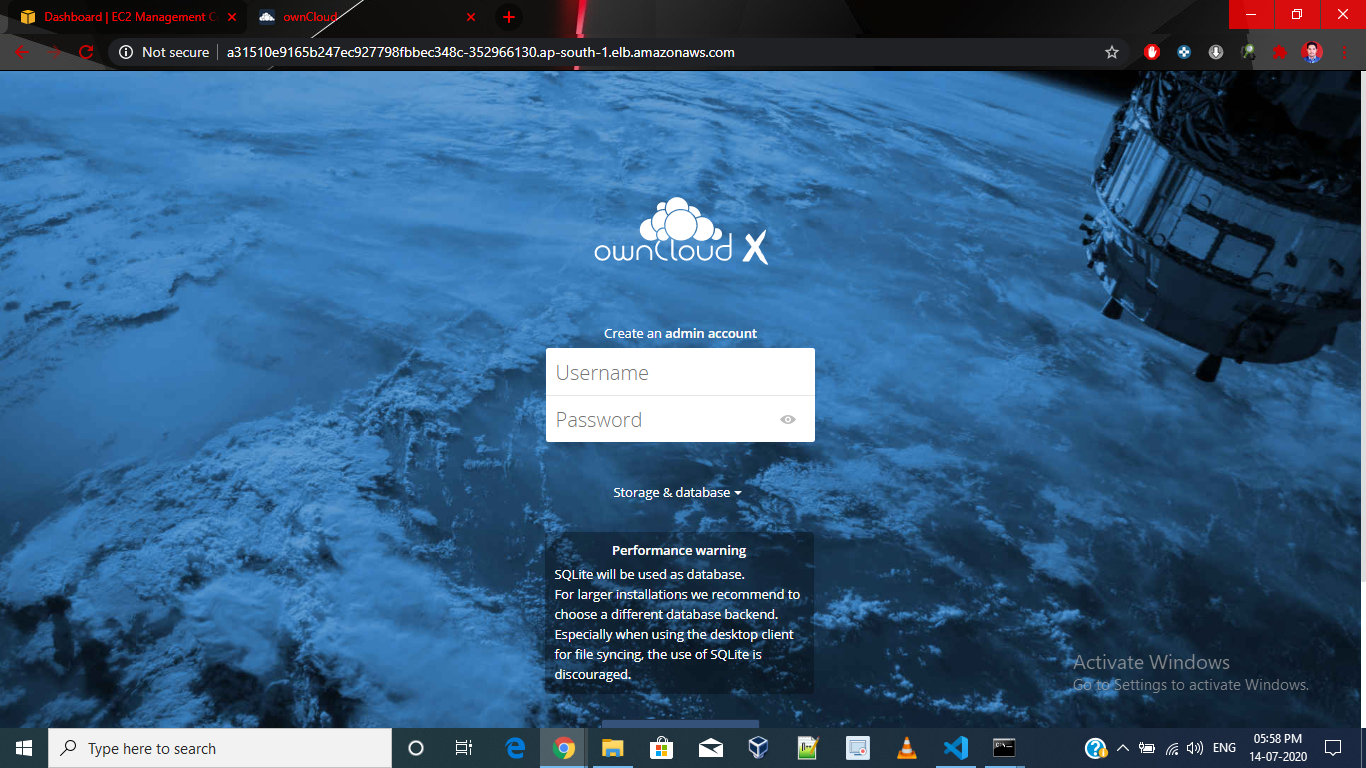 Dashboard | EC2 Management C
ownCloud
Not secure
a31510e9165b247ec927798fbbec348c-352966130.ap-south-1.elb.amazonaws.com
ownCloud X
Create an admin account
Username
Password
Storage & database
Performance warning
SQLite will be used as database.
For larger installations we recommend to
choose a different database backend.
Especially when using the desktop client
for file syncing, the use of SQLite is
discouraged.
Activate Windows
Go to Settings to activate Windows.
Type here to search
ENG
05:58 PM
14-07-2020